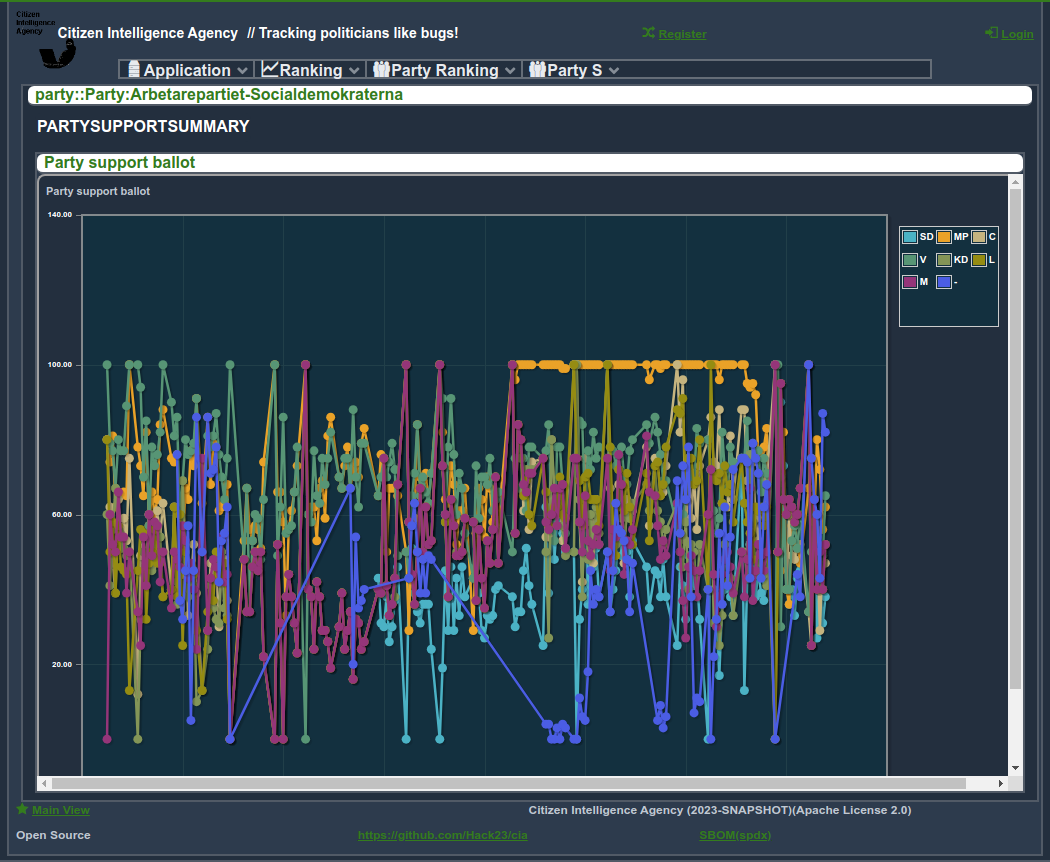 Citizen
Intelligence
Agency
Citizen Intelligence Agency // Tracking politicians like bugs!
Register
Login
Application
Ranking
Party Ranking
Party S
party::Party:Arbetarepartiet-Socialdemokraterna
PARTYSUPPORTSUMMARY
Party support ballot
Party support ballot
140.00
100.00
60.00
20.00
SD MP C
V KD L
M -
Main View
Citizen Intelligence Agency (2023-SNAPSHOT)(Apache License 2.0)
Open Source
https://github.com/Hack23/cia
SBOM(spdx)